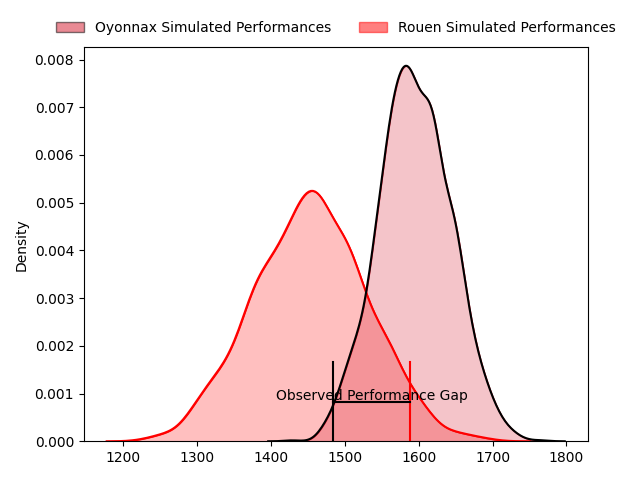 Oyonnax Simulated Performances Rouen Simulated Performances
0.008
0.007
0.006
0.005
0.004
0.003
0.002
0.001
0.000
Density
Observed Performance Gap
1200 1300 1400 1500 1600 1700 1800